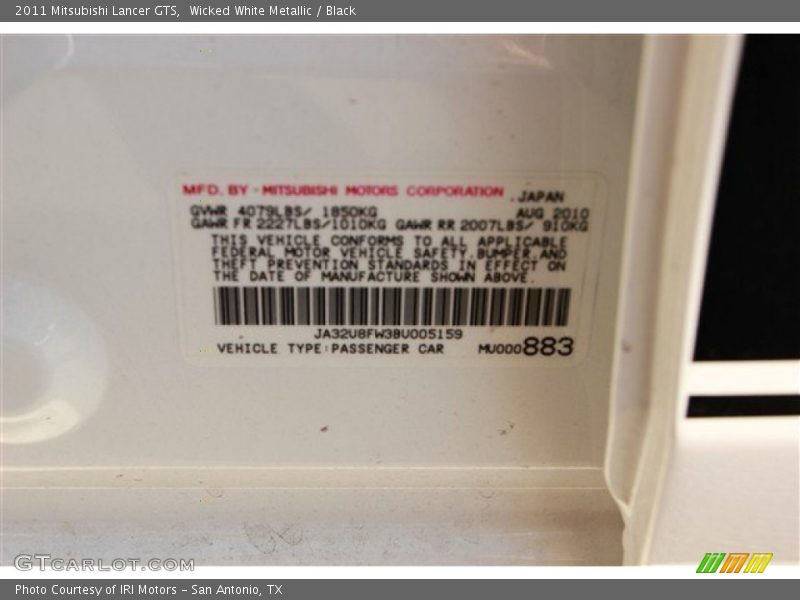 2011 Mitsubishi Lancer GTS,  Wicked White Metallic / Black
MFD. BY · MITSUBISHI MOTORS CORPORATION , JAPAN
GVWR 4079LBS/ 1850KG AUG 2010
GAWR FR 2227LBS/1010KG GAWR RR 2007LBS/ 910KG
THIS VEHICLE CONFORMS TO ALL APPLICABLE
FEDERAL MOTOR VEHICLE SAFETY,BUMPER,AND
THEFT PREVENTION STANDARDS IN EFFECT ON
THE DATE OF MANUFACTURE SHOWN ABOVE.
JA32U8FW3BU005159
VEHICLE TYPE:PASSENGER CAR MU000883
GTCARLOT.COM
Photo Courtesy of IRI Motors - San Antonio, TX